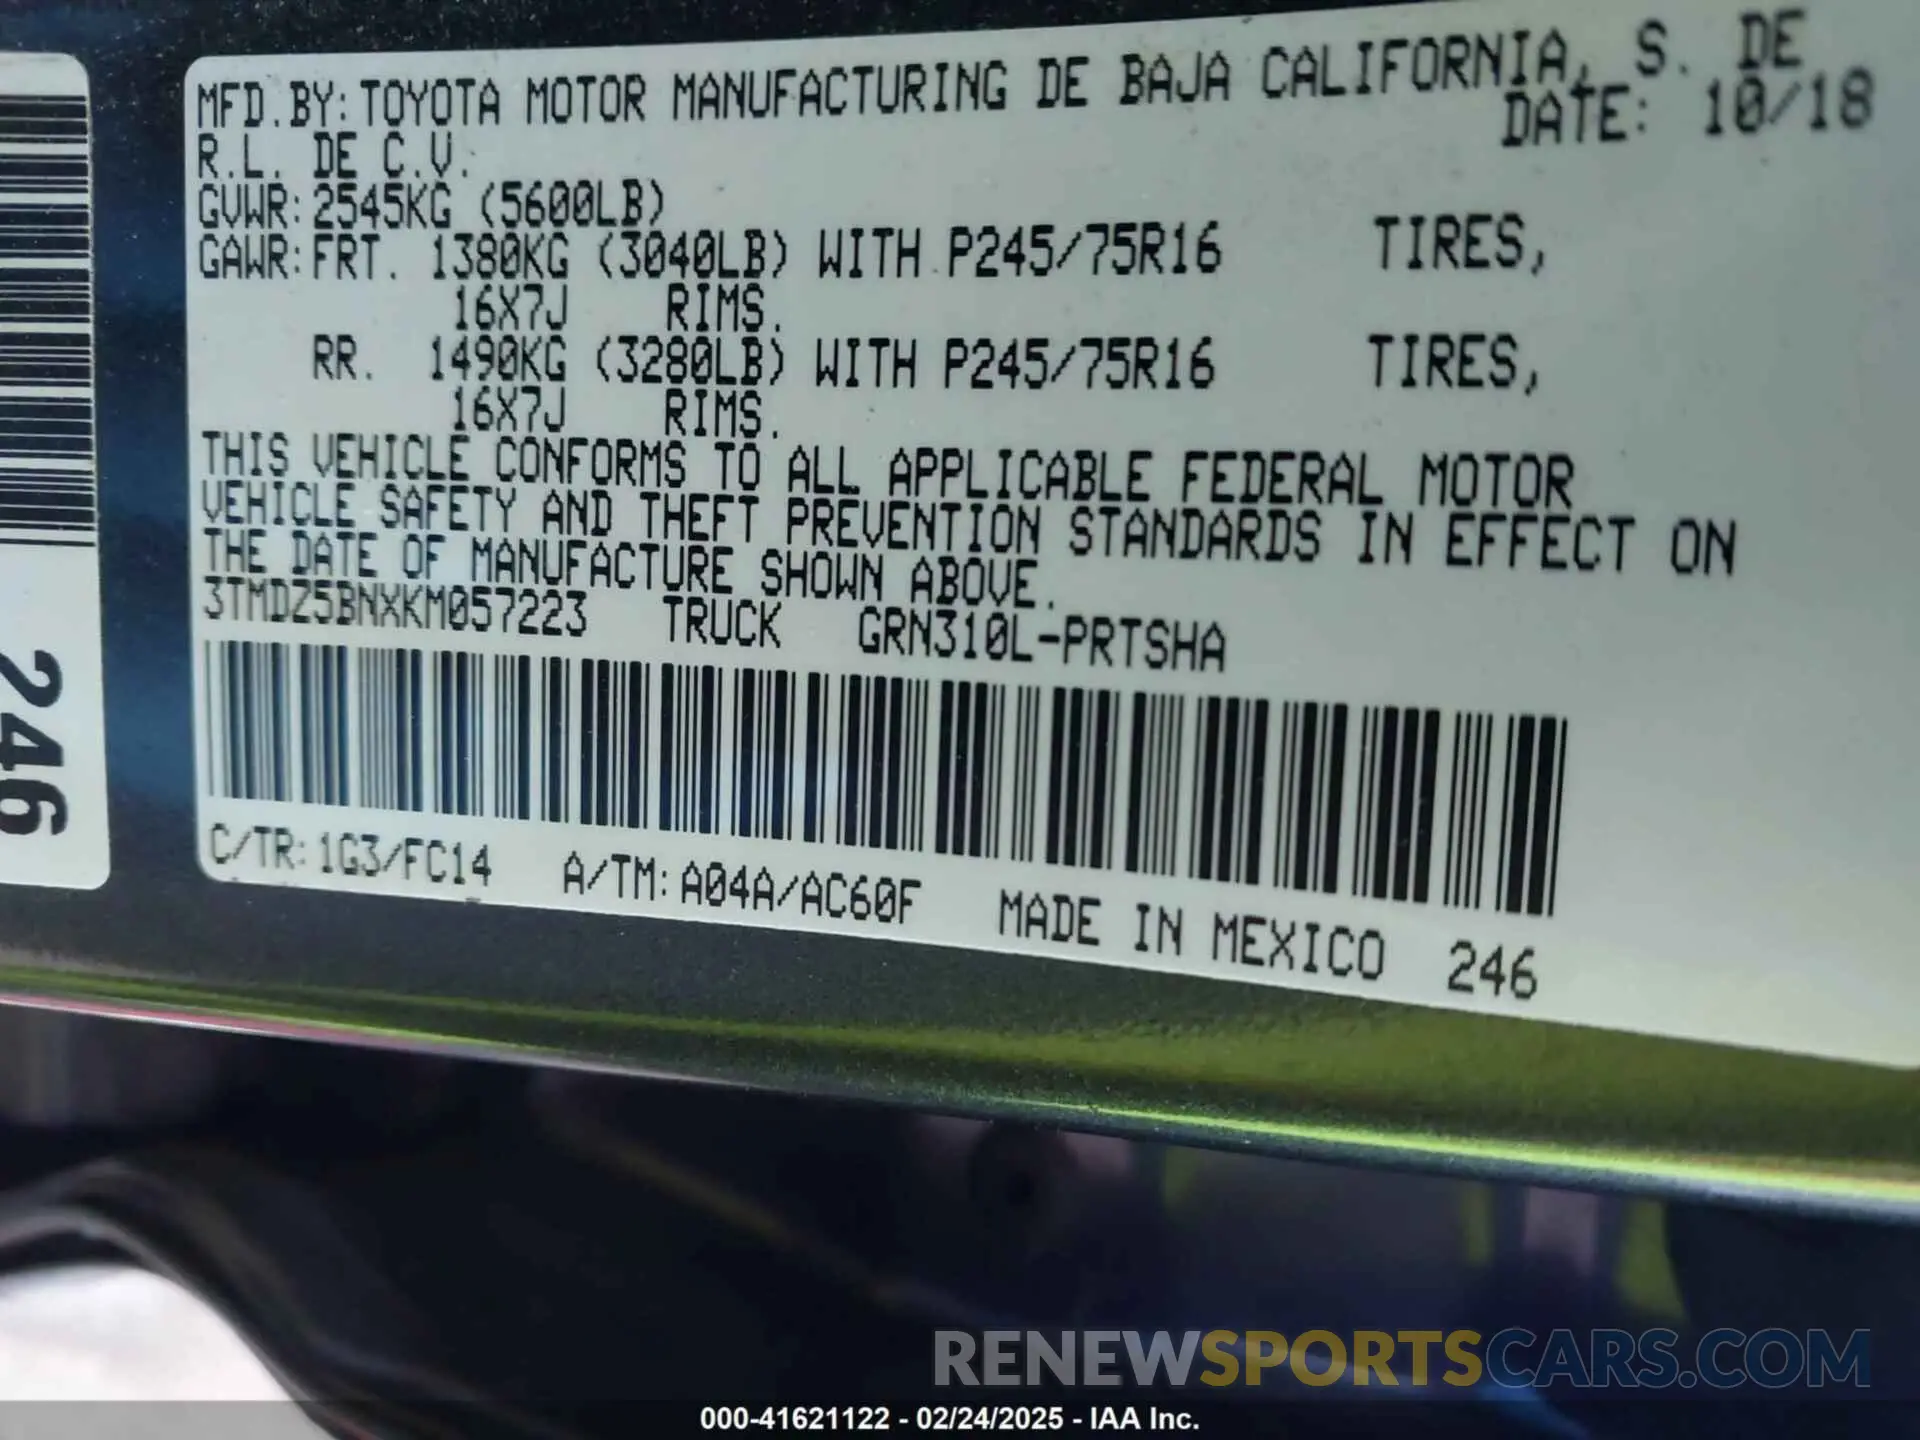 MFD.BY: TOYOTA MOTOR MANUFACTURING DE BAJA CALIFORNIA, S. DE
R.L. DE C.V. DATE: 10/18
GVWR: 2545KG (5600LB)
GAWR: FRT. 1380KG (3040LB) WITH P245/75R16 TIRES,
16X7J RIMS.
RR. 1490KG (3280LB) WITH P245/75R16 TIRES,
16X7J RIMS.
THIS VEHICLE CONFORMS TO ALL APPLICABLE FEDERAL MOTOR
VEHICLE SAFETY AND THEFT PREVENTION STANDARDS IN EFFECT ON
THE DATE OF MANUFACTURE SHOWN ABOVE.
3TMDZ5BNXKM057223 TRUCK GRN310L-PRTSHA
C/TR: 1G3/FC14 A/TM: A04A/AC60F MADE IN MEXICO 246
246
RENEWSPORTSCARS.COM
000-41621122 - 02/24/2025 - IAA Inc.